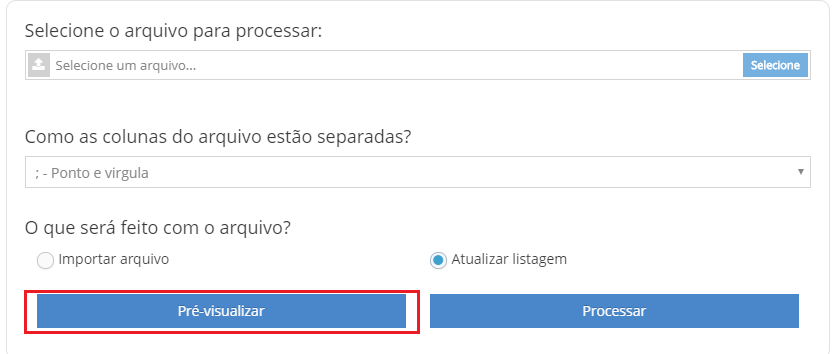 Selecione o arquivo para processar:
Selecione um arquivo...
Selecione
Como as colunas do arquivo estão separadas?
; - Ponto e virgula
O que será feito com o arquivo?
Importar arquivo
Atualizar listagem
Pré-visualizar
Processar